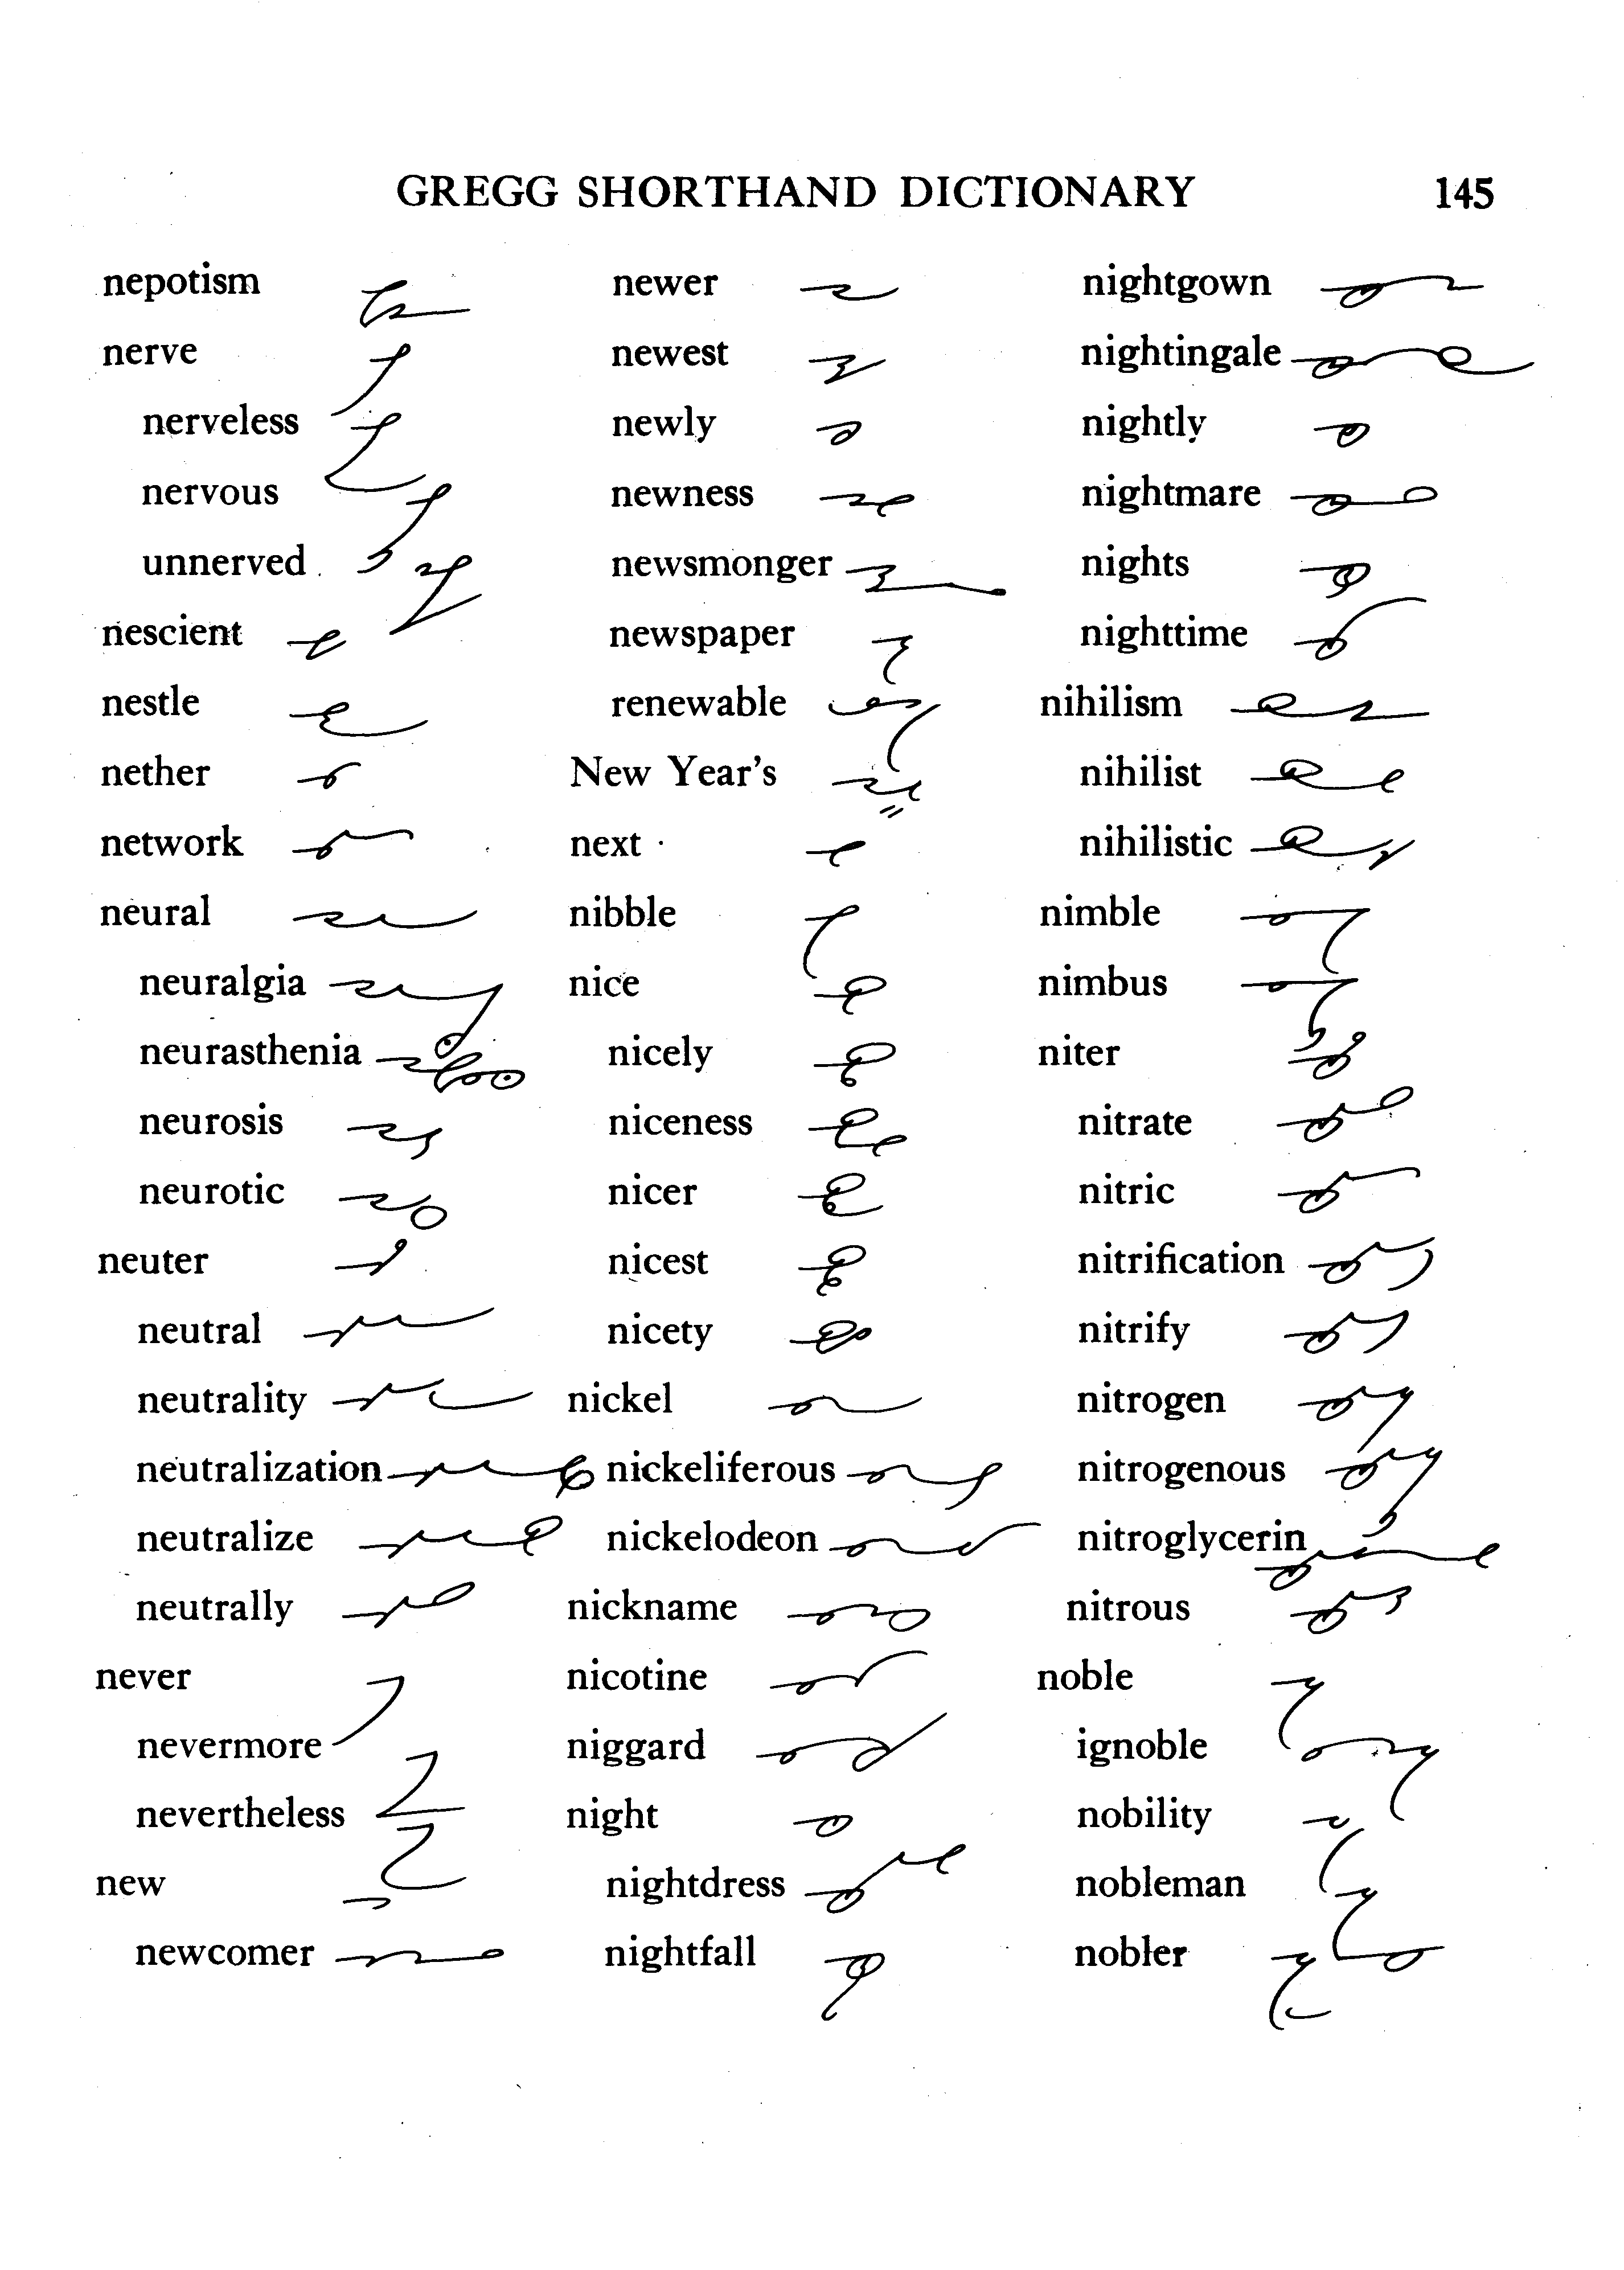 GREGG SHORTHAND DICTIONARY 145
nepotism
nerve
nerveless
nervous
unnerved
nescient
nestle
nether
network
neural
neuralgia
neurasthenia
neurosis
neurotic
neuter
neutral
neutrality
neutralization
neutralize
neutrally
never
nevermore
nevertheless
new
newcomer
newer
newest
newly
newness
newsmonger
newspaper
renewable
New Year's
next
nibble
nice
nicely
niceness
nicer
nicest
nicety
nickel
nickeliferous
nickelodeon
nickname
nicotine
niggard
night
nightdress
nightfall
nightgown
nightingale
nightly
nightmare
nights
nighttime
nihilism
nihilist
nihilistic
nimble
nimbus
niter
nitrate
nitric
nitrification
nitrify
nitrogen
nitrogenous
nitroglycerin
nitrous
noble
ignoble
nobility
nobleman
nobler